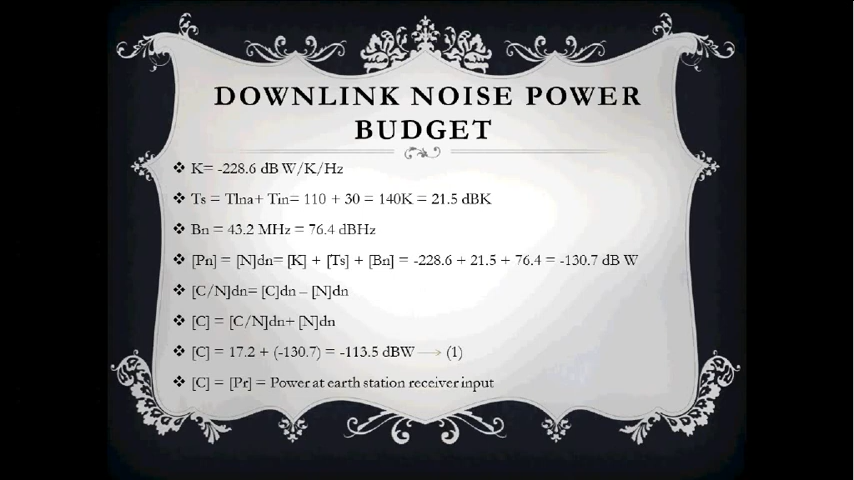 DOWNLINK NOISE POWER
BUDGET
❖ K= -228.6 dB W/K/Hz
❖ Ts = Tlna+ Tin= 110 + 30 = 140K = 21.5 dBK
❖ Bn = 43.2 MHz = 76.4 dBHz
❖ [Pn] = [N]dn= [K] + [Ts] + [Bn] = -228.6 + 21.5 + 76.4 = -130.7 dB W
❖ [C/N]dn= [C]dn – [N]dn
❖ [C] = [C/N]dn+ [N]dn
❖ [C] = 17.2 + (-130.7) = -113.5 dBW → (1)
❖ [C] = [Pr] = Power at earth station receiver input